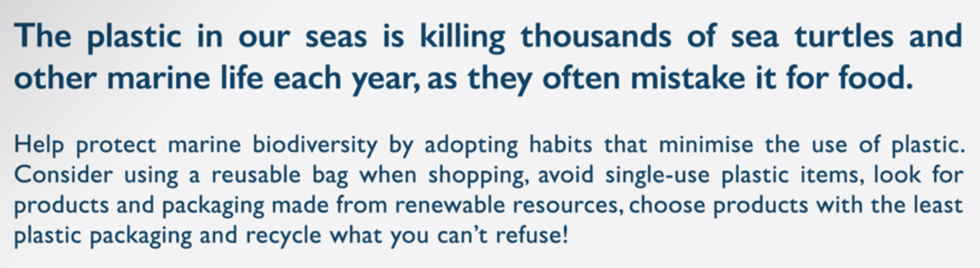 The plastic in our seas is killing thousands of sea turtles and
other marine life each year, as they often mistake it for food.
Help protect marine biodiversity by adopting habits that minimise the use of plastic.
Consider using a reusable bag when shopping, avoid single-use plastic items, look for
products and packaging made from renewable resources, choose products with the least
plastic packaging and recycle what you can’t refuse!